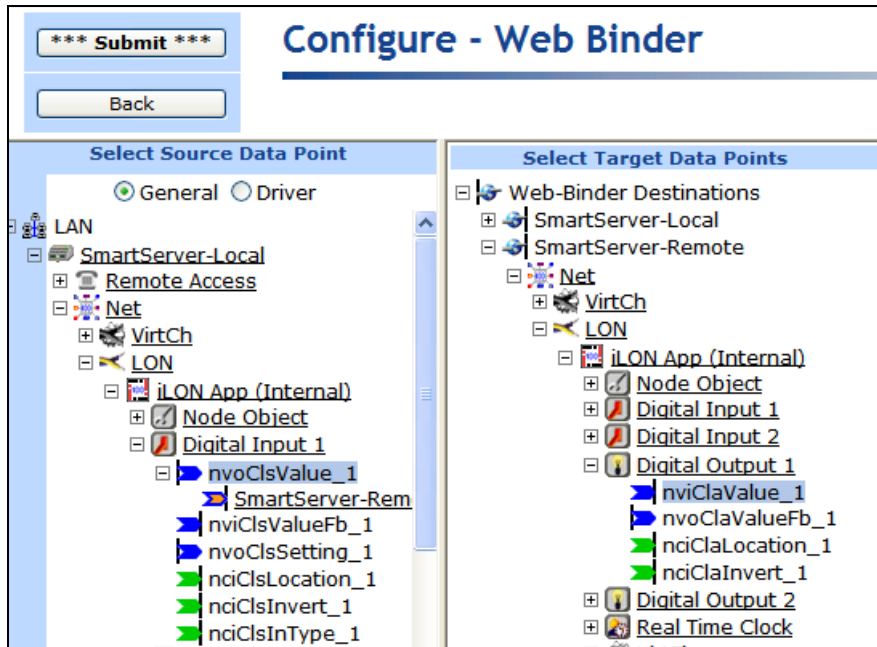 *** Submit ***
Configure - Web Binder
Back
Select Source Data Point
General
Driver
LAN
SmartServer-Local
Remote Access
Net
VirtCh
LON
iLON App (Internal)
Node Object
Digital Input 1
nvoClsValue_1
SmartServer-Rem
nviClsValueFb_1
nvoClsSetting_1
nciClsLocation_1
nciClsInvert_1
nciClsInType_1
Select Target Data Points
Web-Binder Destinations
SmartServer-Local
SmartServer-Remote
Net
VirtCh
LON
iLON App (Internal)
Node Object
Digital Input 1
Digital Input 2
Digital Output 1
nviClaValue_1
nvoClaValueFb_1
nciClaLocation_1
nciClaInvert_1
Digital Output 2
Real Time Clock